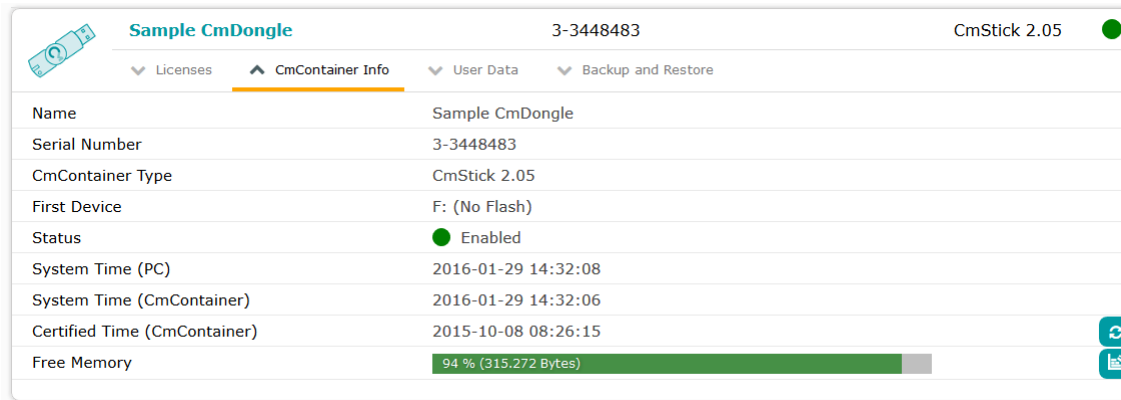 Sample CmDongle 3-3448483 CmStick 2.05
Licenses CmContainer Info User Data Backup and Restore
Name Sample CmDongle
Serial Number 3-3448483
CmContainer Type CmStick 2.05
First Device F: (No Flash)
Status Enabled
System Time (PC) 2016-01-29 14:32:08
System Time (CmContainer) 2016-01-29 14:32:06
Certified Time (CmContainer) 2015-10-08 08:26:15
Free Memory 94 % (315.272 Bytes)